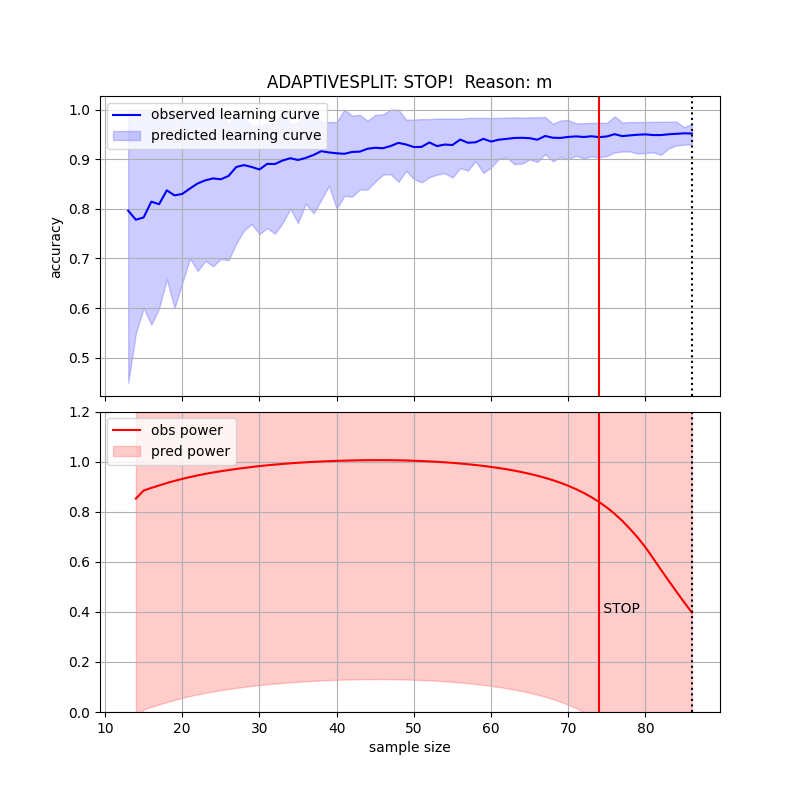 ADAPTIVESPLIT: STOP!  Reason: m
observed learning curve
predicted learning curve
1.0
0.9
0.8
0.7
0.6
0.5
accuracy
obs power
pred power
1.2
1.0
0.8
0.6
0.4
0.2
0.0
STOP
10 20 30 40 50 60 70 80
sample size